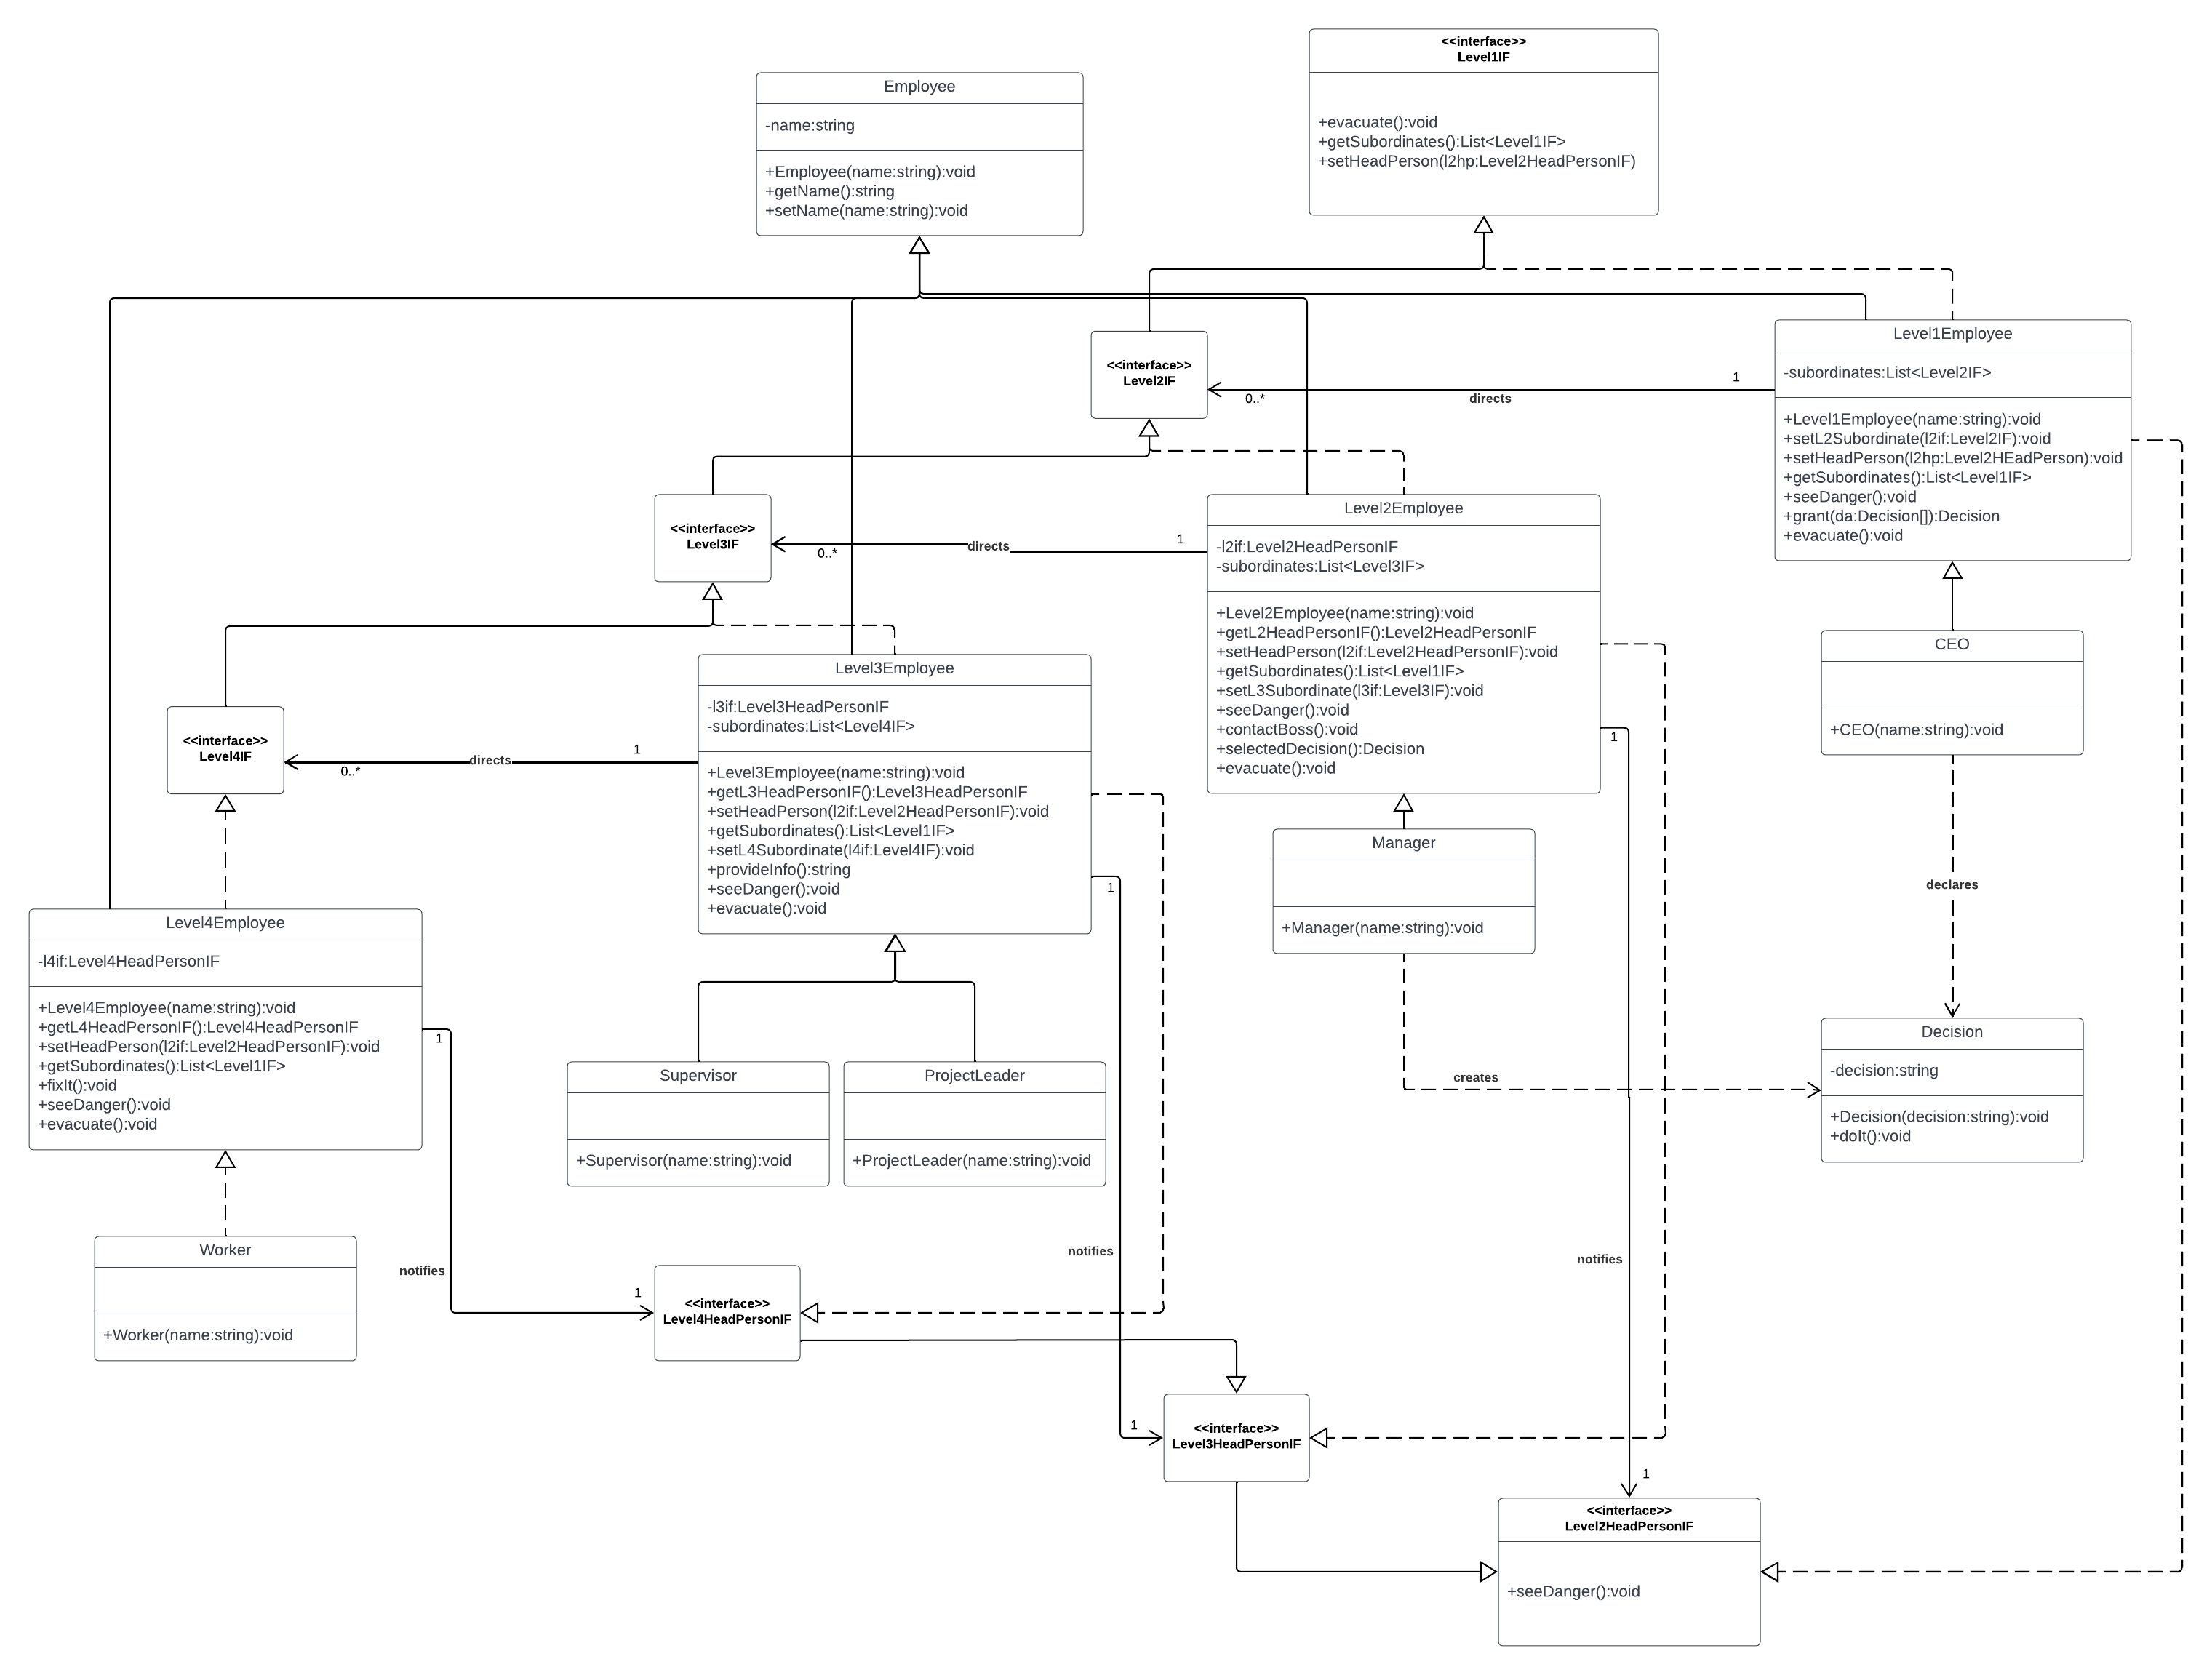 <<interface>>
Level1IF
+evacuate():void
+getSubordinates():List<Level1IF>
+setHeadPerson(l2hp:Level2HeadPersonIF)
Employee
-name:string
+Employee(name:string):void
+getName():string
+setName(name:string):void
<<interface>>
Level2IF
0..*
directs
1
Level1Employee
-subordinates:List<Level2IF>
+Level1Employee(name:string):void
+setL2Subordinate(l2if:Level2IF):void
+setHeadPerson(l2hp:Level2HEadPerson):void
+getSubordinates():List<Level1IF>
+seeDanger():void
+grant(da:Decision[]):Decision
+evacuate():void
<<interface>>
Level3IF
0..*
directs
1
Level2Employee
-l2if:Level2HeadPersonIF
-subordinates:List<Level3IF>
+Level2Employee(name:string):void
+getL2HeadPersonIF():Level2HeadPersonIF
+setHeadPerson(l2if:Level2HeadPersonIF):void
+getSubordinates():List<Level1IF>
+setL3Subordinate(l3if:Level3IF):void
+seeDanger():void
+contactBoss():void
+selectedDecision():Decision
+evacuate():void
1
CEO
+CEO(name:string):void
<<interface>>
Level4IF
0..*
directs
1
Level3Employee
-l3if:Level3HeadPersonIF
-subordinates:List<Level4IF>
+Level3Employee(name:string):void
+getL3HeadPersonIF():Level3HeadPersonIF
+setHeadPerson(l2if:Level2HeadPersonIF):void
+getSubordinates():List<Level1IF>
+setL4Subordinate(l4if:Level4IF):void
+provideInfo():string
+seeDanger():void
+evacuate():void
1
Manager
+Manager(name:string):void
declares
Level4Employee
-l4if:Level4HeadPersonIF
+Level4Employee(name:string):void
+getL4HeadPersonIF():Level4HeadPersonIF
+setHeadPerson(l2if:Level2HeadPersonIF):void
+getSubordinates():List<Level1IF>
+fixIt():void
+seeDanger():void
+evacuate():void
1
Supervisor
+Supervisor(name:string):void
ProjectLeader
+ProjectLeader(name:string):void
creates
Decision
-decision:string
+Decision(decision:string):void
+doIt():void
Worker
+Worker(name:string):void
notifies
1
<<interface>>
Level4HeadPersonIF
notifies
1
<<interface>>
Level3HeadPersonIF
notifies
1
<<interface>>
Level2HeadPersonIF
+seeDanger():void